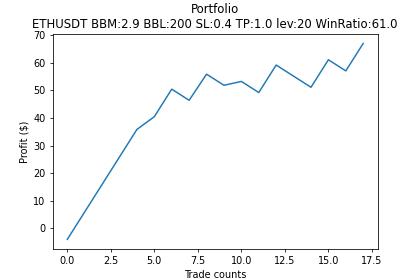 Portfolio
ETHUSDT BBM:2.9 BBL:200 SL:0.4 TP:1.0 lev:20 WinRatio:61.0
70
60
50
40
30
20
10
0
Profit ($)
0.0 2.5 5.0 7.5 10.0 12.5 15.0 17.5
Trade counts